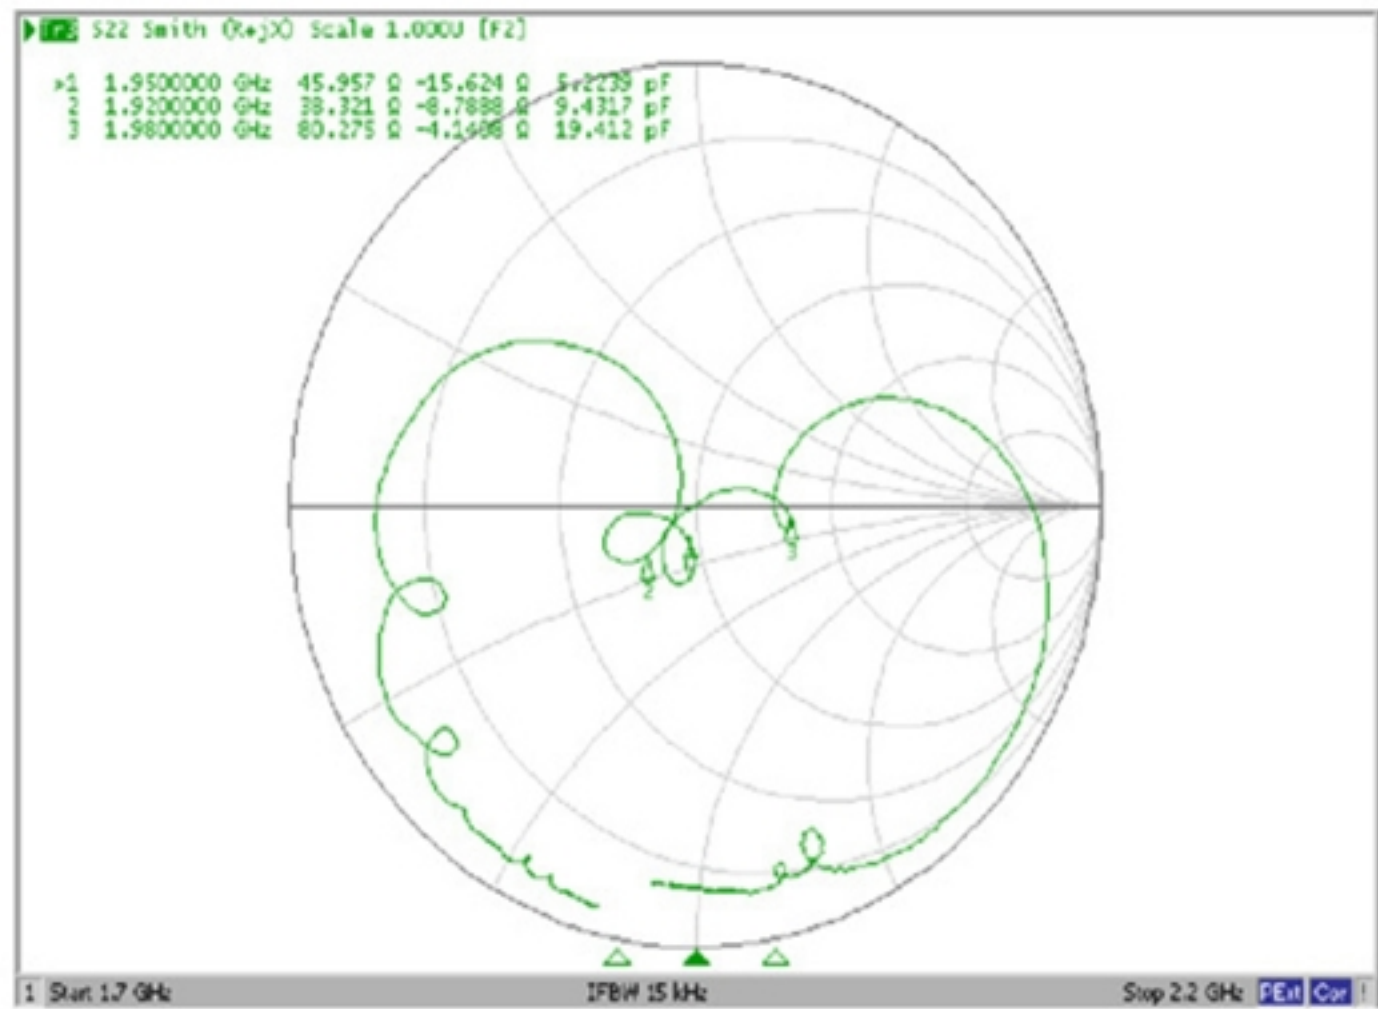 Tr3 S22 Smith (R+jX) Scale 1.000U [F2]
>1 1.9500000 GHz 45.957 Ω -15.624 Ω 5.2239 pF
2 1.9200000 GHz 38.321 Ω -8.7888 Ω 9.4317 pF
3 1.9800000 GHz 80.275 Ω -4.1408 Ω 19.412 pF
3
2
1 Start 1.7 GHz IFBW 15 kHz Stop 2.2 GHz PExt Cor !